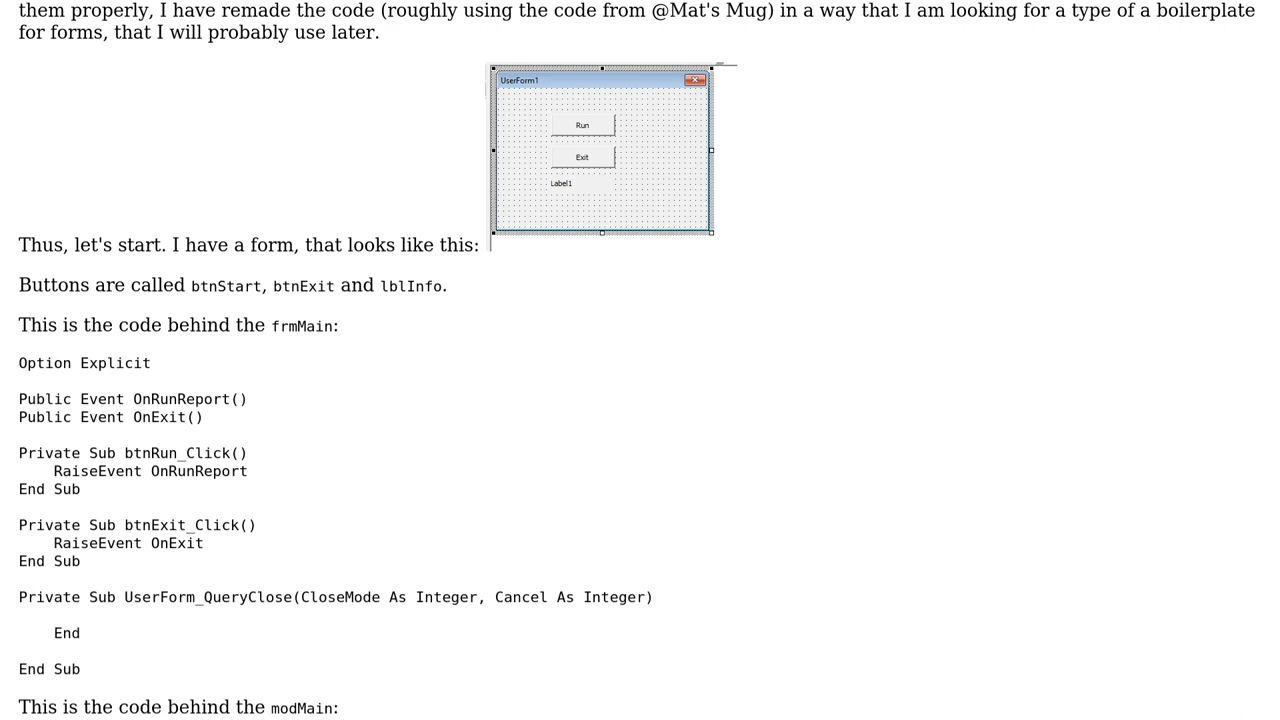 them properly, I have remade the code (roughly using the code from @Mat's Mug) in a way that I am looking for a type of a boilerplate
for forms, that I will probably use later.
UserForm1
Run
Exit
Label1
Thus, let's start. I have a form, that looks like this:
Buttons are called btnStart, btnExit and lblInfo.
This is the code behind the frmMain:
Option Explicit
Public Event OnRunReport()
Public Event OnExit()
Private Sub btnRun_Click()
    RaiseEvent OnRunReport
End Sub
Private Sub btnExit_Click()
    RaiseEvent OnExit
End Sub
Private Sub UserForm_QueryClose(CloseMode As Integer, Cancel As Integer)
    End
End Sub
This is the code behind the modMain: